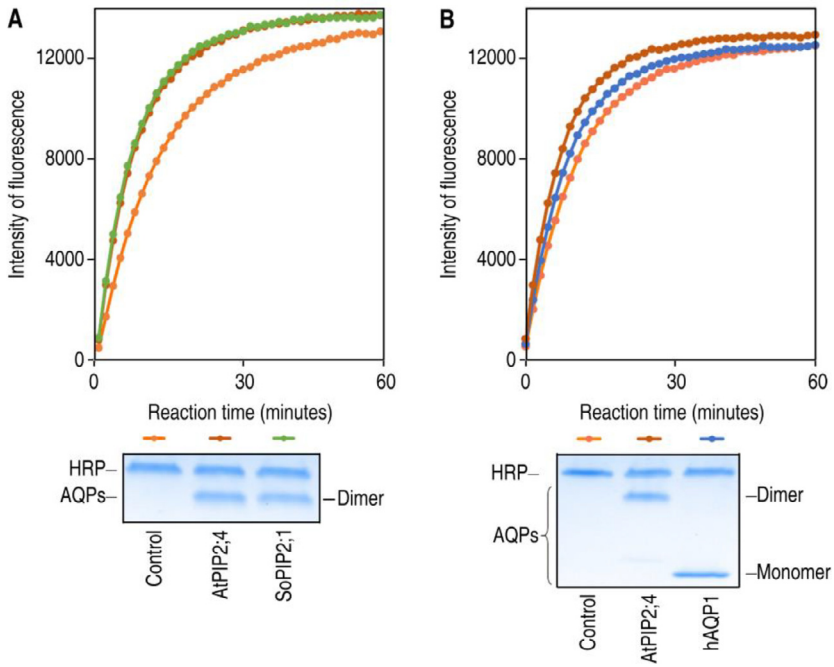 A
Intensity of fluorescence
12000
8000
4000
0
0
30
60
Reaction time (minutes)
HRP
AQPs
Dimer
Control
AtPIP2;4
SoPIP2;1
B
Intensity of fluorescence
12000
8000
4000
0
0
30
60
Reaction time (minutes)
HRP
AQPs
Dimer
Monomer
Control
AtPIP2;4
hAQP1